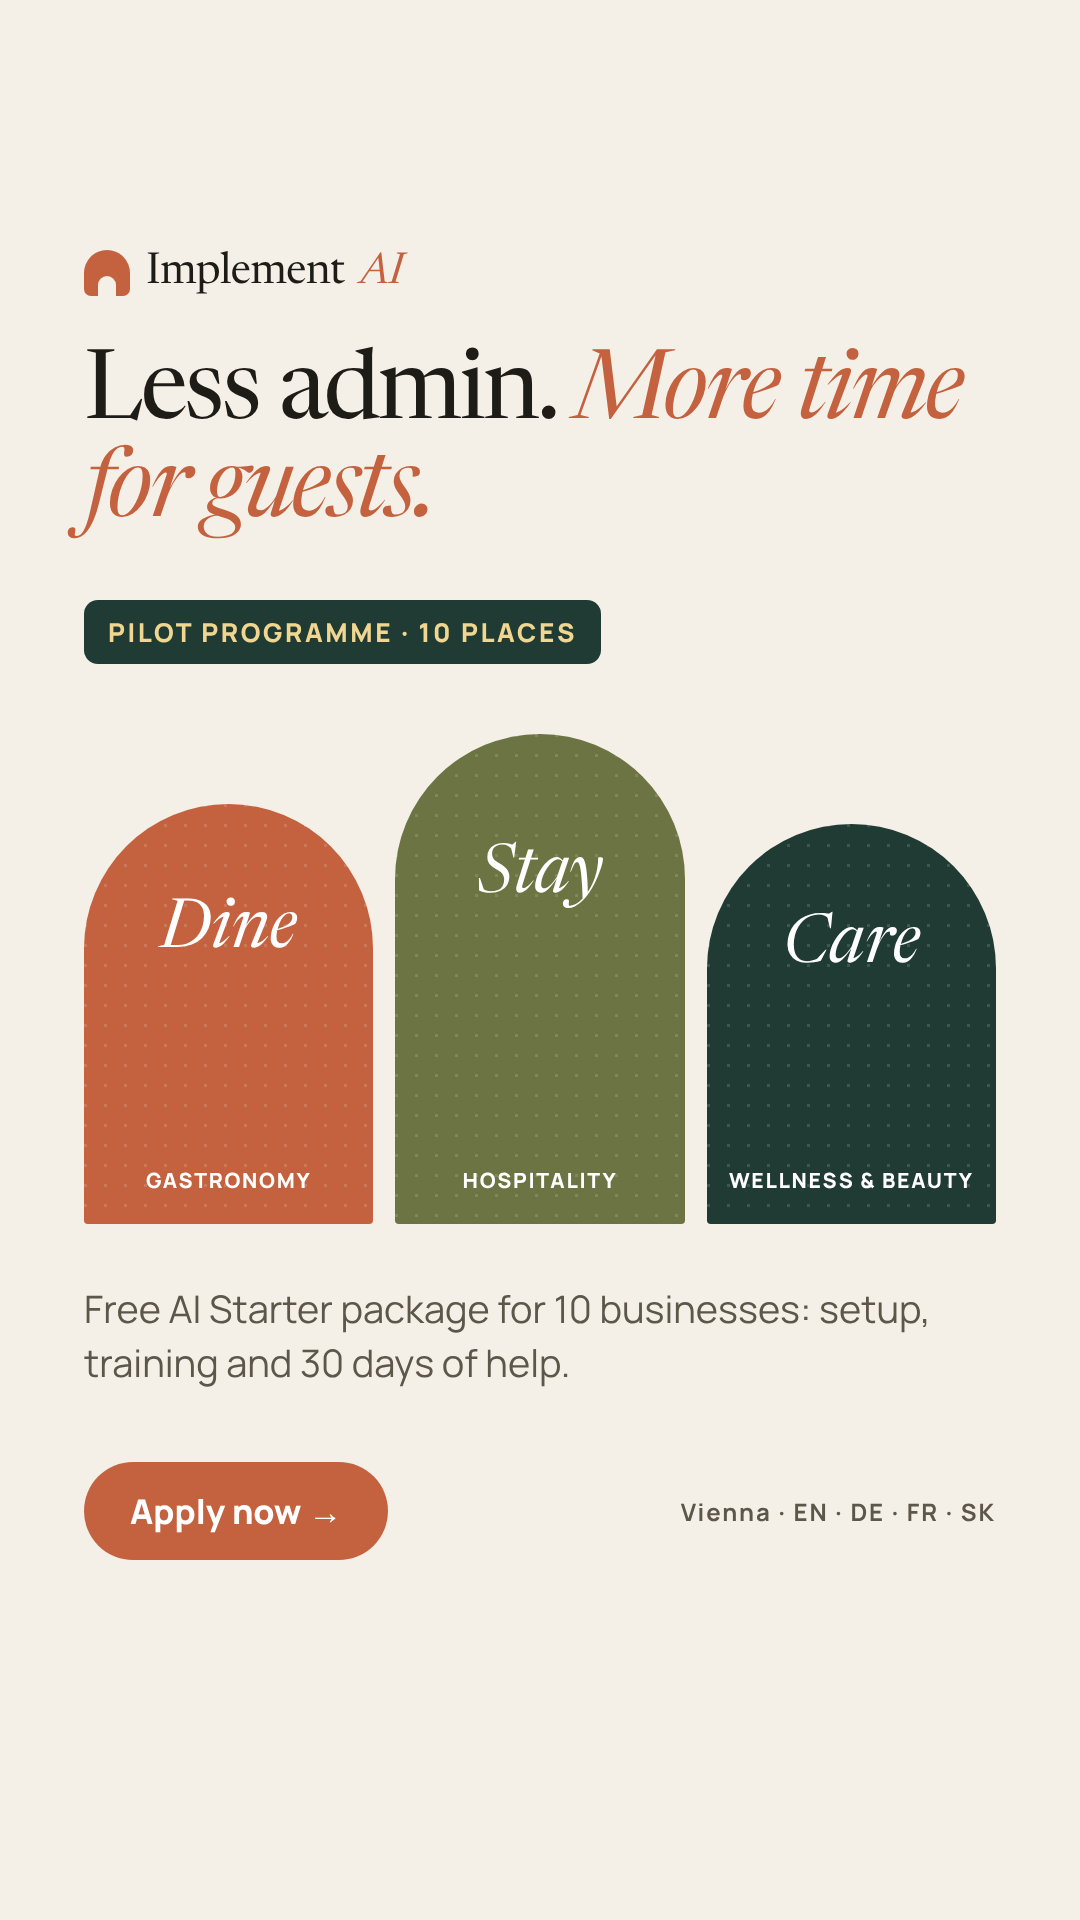 Implement AI
Less admin. More time
for guests.
PILOT PROGRAMME · 10 PLACES
Dine
Stay
Care
GASTRONOMY
HOSPITALITY
WELLNESS & BEAUTY
Free AI Starter package for 10 businesses: setup,
training and 30 days of help.
Apply now →
Vienna · EN · DE · FR · SK